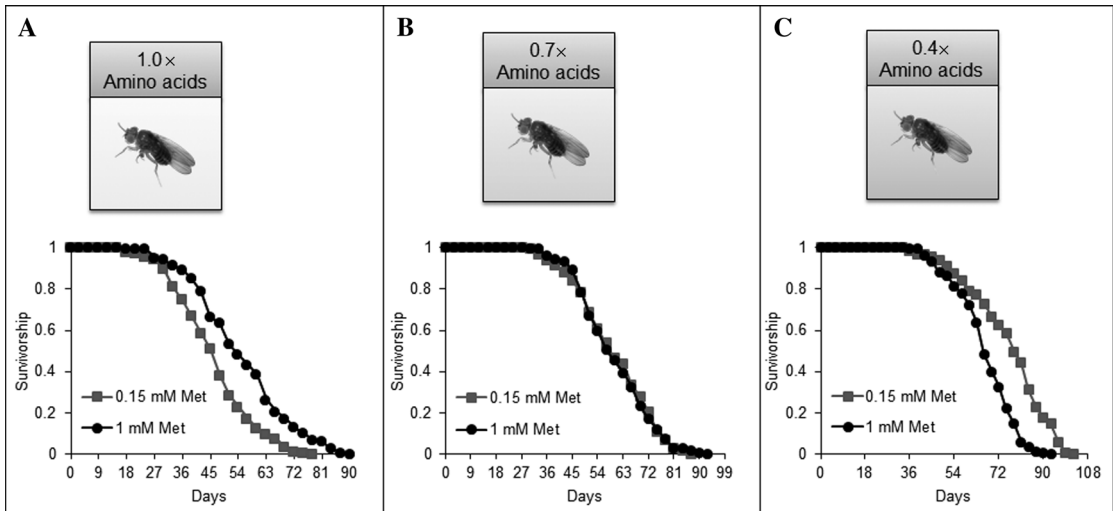 A
1.0×
Amino acids
1
0.8
0.6
0.4
0.2
0
Survivorship
0.15 mM Met
1 mM Met
0 9 18 27 36 45 54 63 72 81 90
Days
B
0.7×
Amino acids
1
0.8
0.6
0.4
0.2
0
Survivorship
0.15 mM Met
1 mM Met
0 9 18 27 36 45 54 63 72 81 90 99
Days
C
0.4×
Amino acids
1
0.8
0.6
0.4
0.2
0
Survivorship
0.15 mM Met
1 mM Met
0 18 36 54 72 90 108
Days